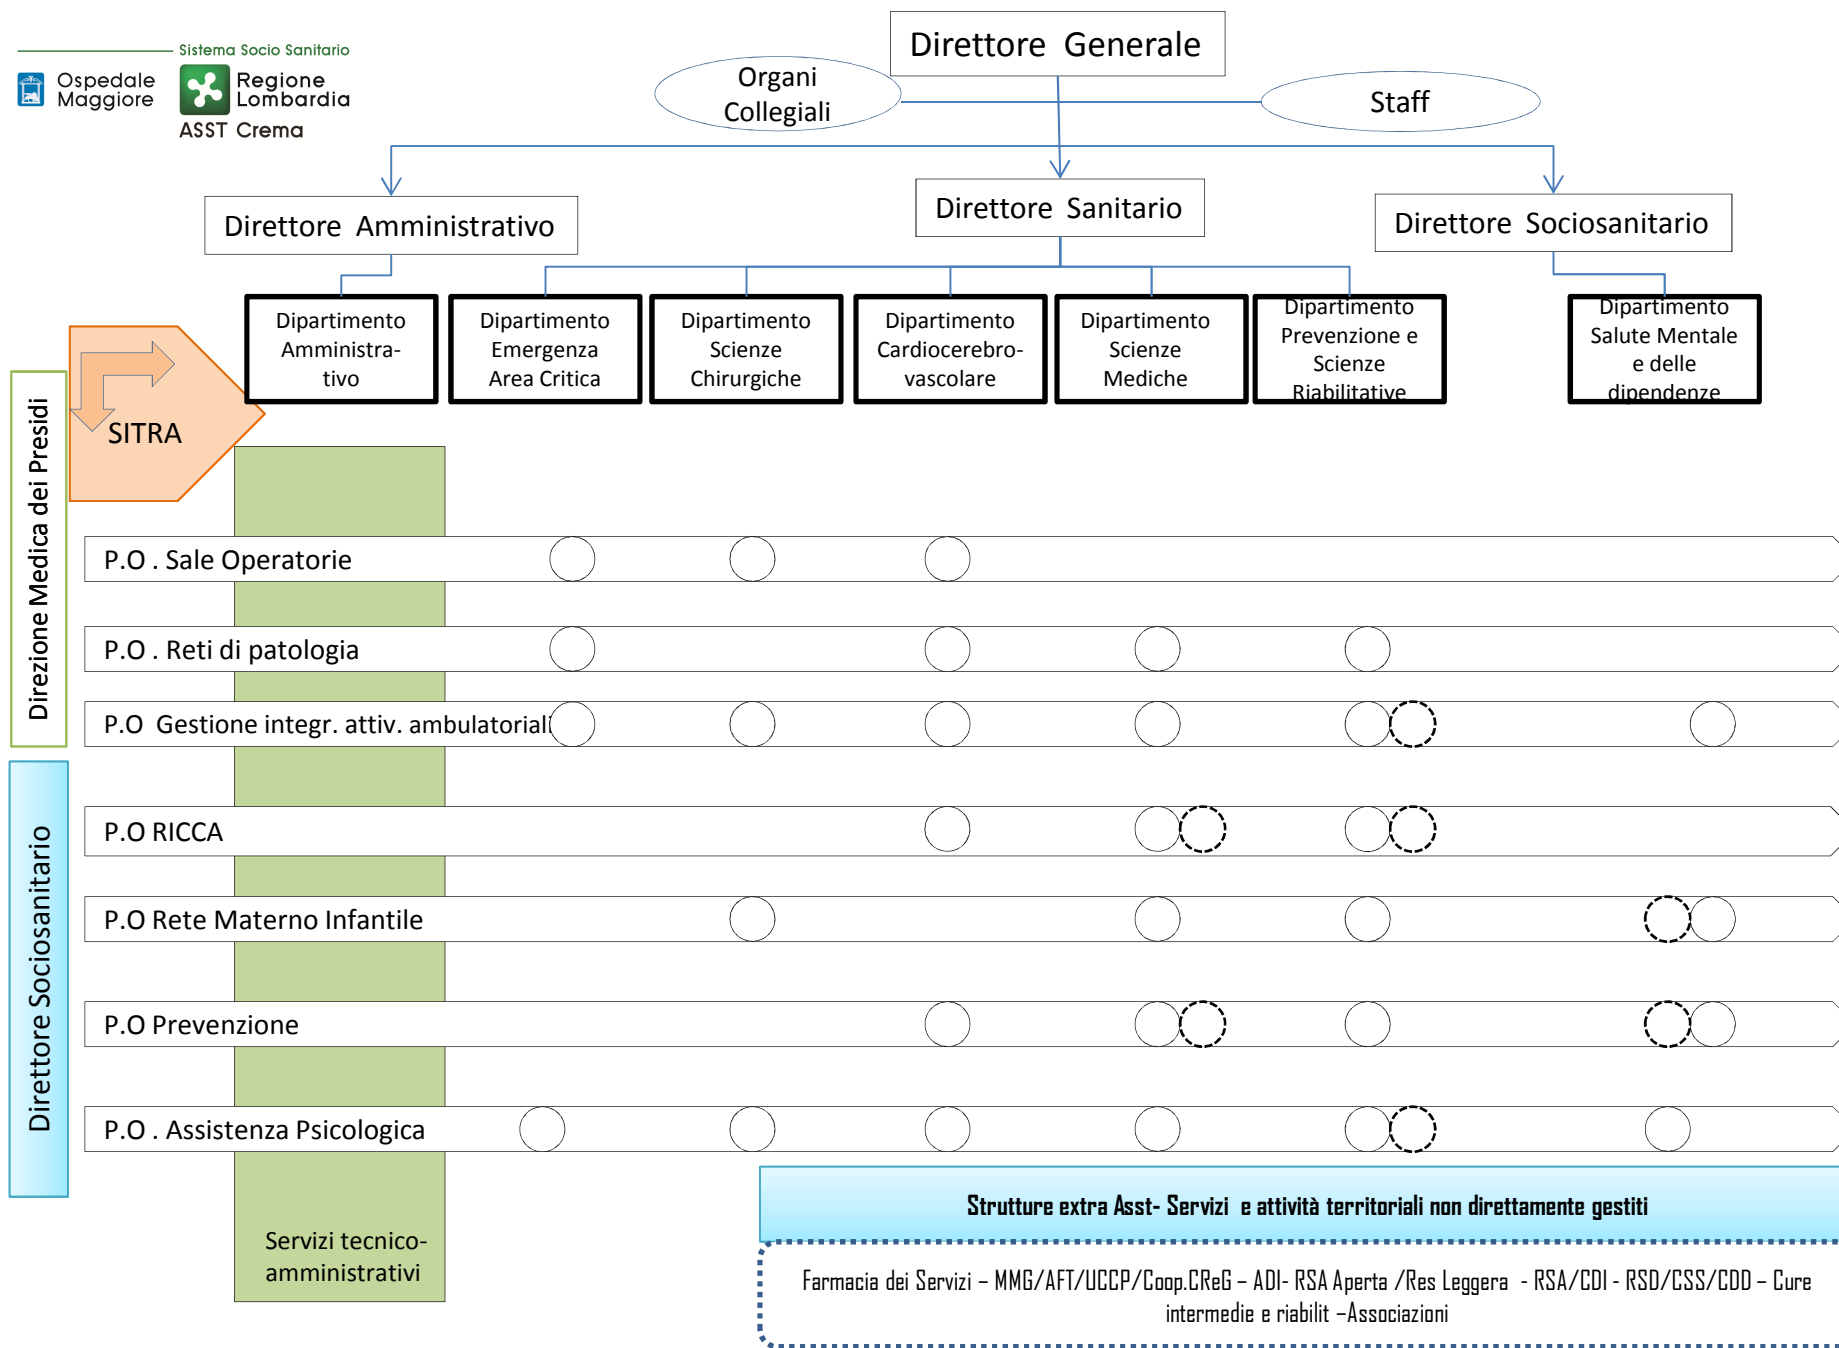 Sistema Socio Sanitario
Ospedale
Maggiore
Regione
Lombardia
ASST Crema
Direttore Generale
Organi
Collegiali
Staff
Direttore Amministrativo
Direttore Sanitario
Direttore Sociosanitario
Dipartimento
Amministra-
tivo
Dipartimento
Emergenza
Area Critica
Dipartimento
Scienze
Chirurgiche
Dipartimento
Cardiocerebro-
vascolare
Dipartimento
Scienze
Mediche
Dipartimento
Prevenzione e
Scienze
Riabilitative
Dipartimento
Salute Mentale
e delle
dipendenze
SITRA
Direzione Medica dei Presidi
P.O . Sale Operatorie
P.O . Reti di patologia
P.O Gestione integr. attiv. ambulatoriali
Direttore Sociosanitario
P.O RICCA
P.O Rete Materno Infantile
P.O Prevenzione
P.O . Assistenza Psicologica
Servizi tecnico-
amministrativi
Strutture extra Asst- Servizi e attività territoriali non direttamente gestiti
Farmacia dei Servizi – MMG/AFT/UCCP/Coop.CReG – ADI- RSA Aperta /Res Leggera - RSA/CDI - RSD/CSS/CDD – Cure
intermedie e riabilit –Associazioni